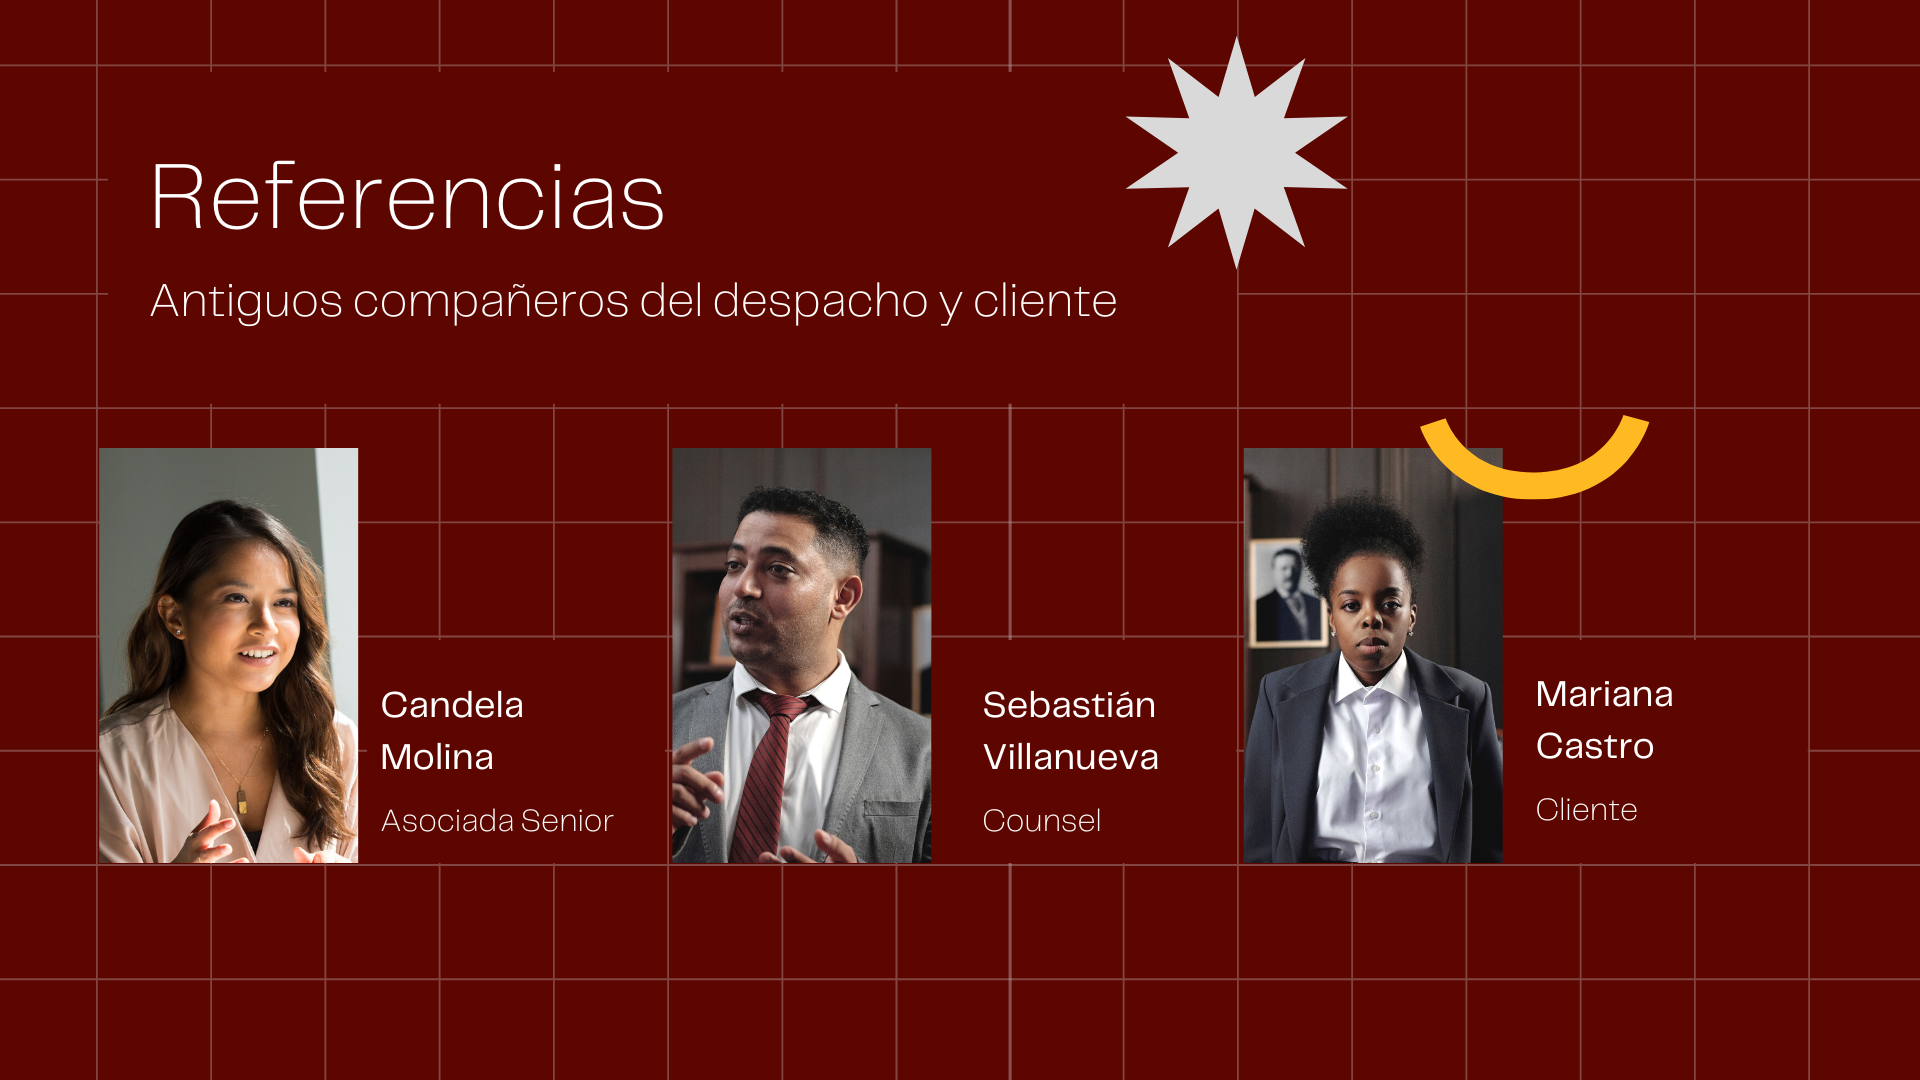 Referencias
Antiguos compañeros del despacho y cliente
Candela
Molina
Asociada Senior
Sebastián
Villanueva
Counsel
Mariana
Castro
Cliente